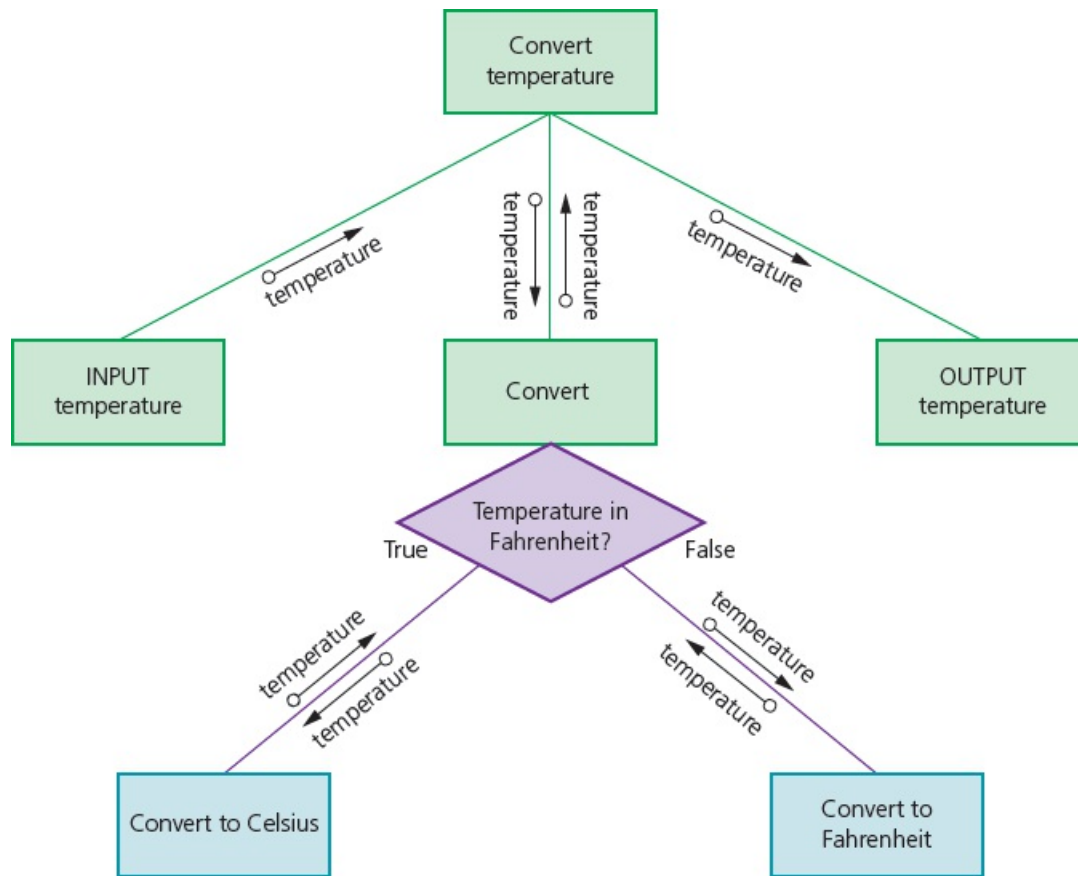 Convert
temperature
temperature
temperature
temperature
temperature
INPUT
temperature
Convert
OUTPUT
temperature
Temperature in
Fahrenheit?
True
False
temperature
temperature
temperature
temperature
Convert to Celsius
Convert to
Fahrenheit